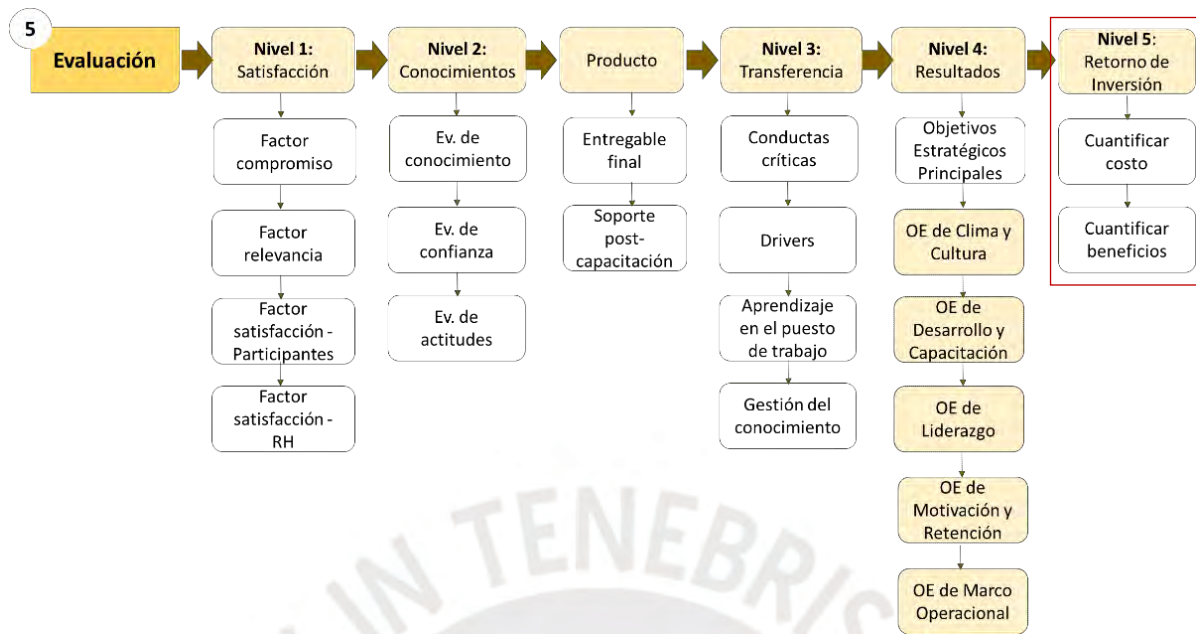 5
Evaluación
Nivel 1:
Satisfacción
Factor
compromiso
Factor
relevancia
Factor
satisfacción -
Participantes
Factor
satisfacción -
RH
Nivel 2:
Conocimientos
Ev. de
conocimiento
Ev. de
confianza
Ev. de
actitudes
Producto
Entregable
final
Soporte
post-
capacitación
Nivel 3:
Transferencia
Conductas
críticas
Drivers
Aprendizaje
en el puesto
de trabajo
Gestión del
conocimiento
Nivel 4:
Resultados
Objetivos
Estratégicos
Principales
OE de Clima y
Cultura
OE de
Desarrollo y
Capacitación
OE de
Liderazgo
OE de
Motivación y
Retención
OE de Marco
Operacional
Nivel 5:
Retorno de
Inversión
Cuantificar
costo
Cuantificar
beneficios
IN TENEBRIS